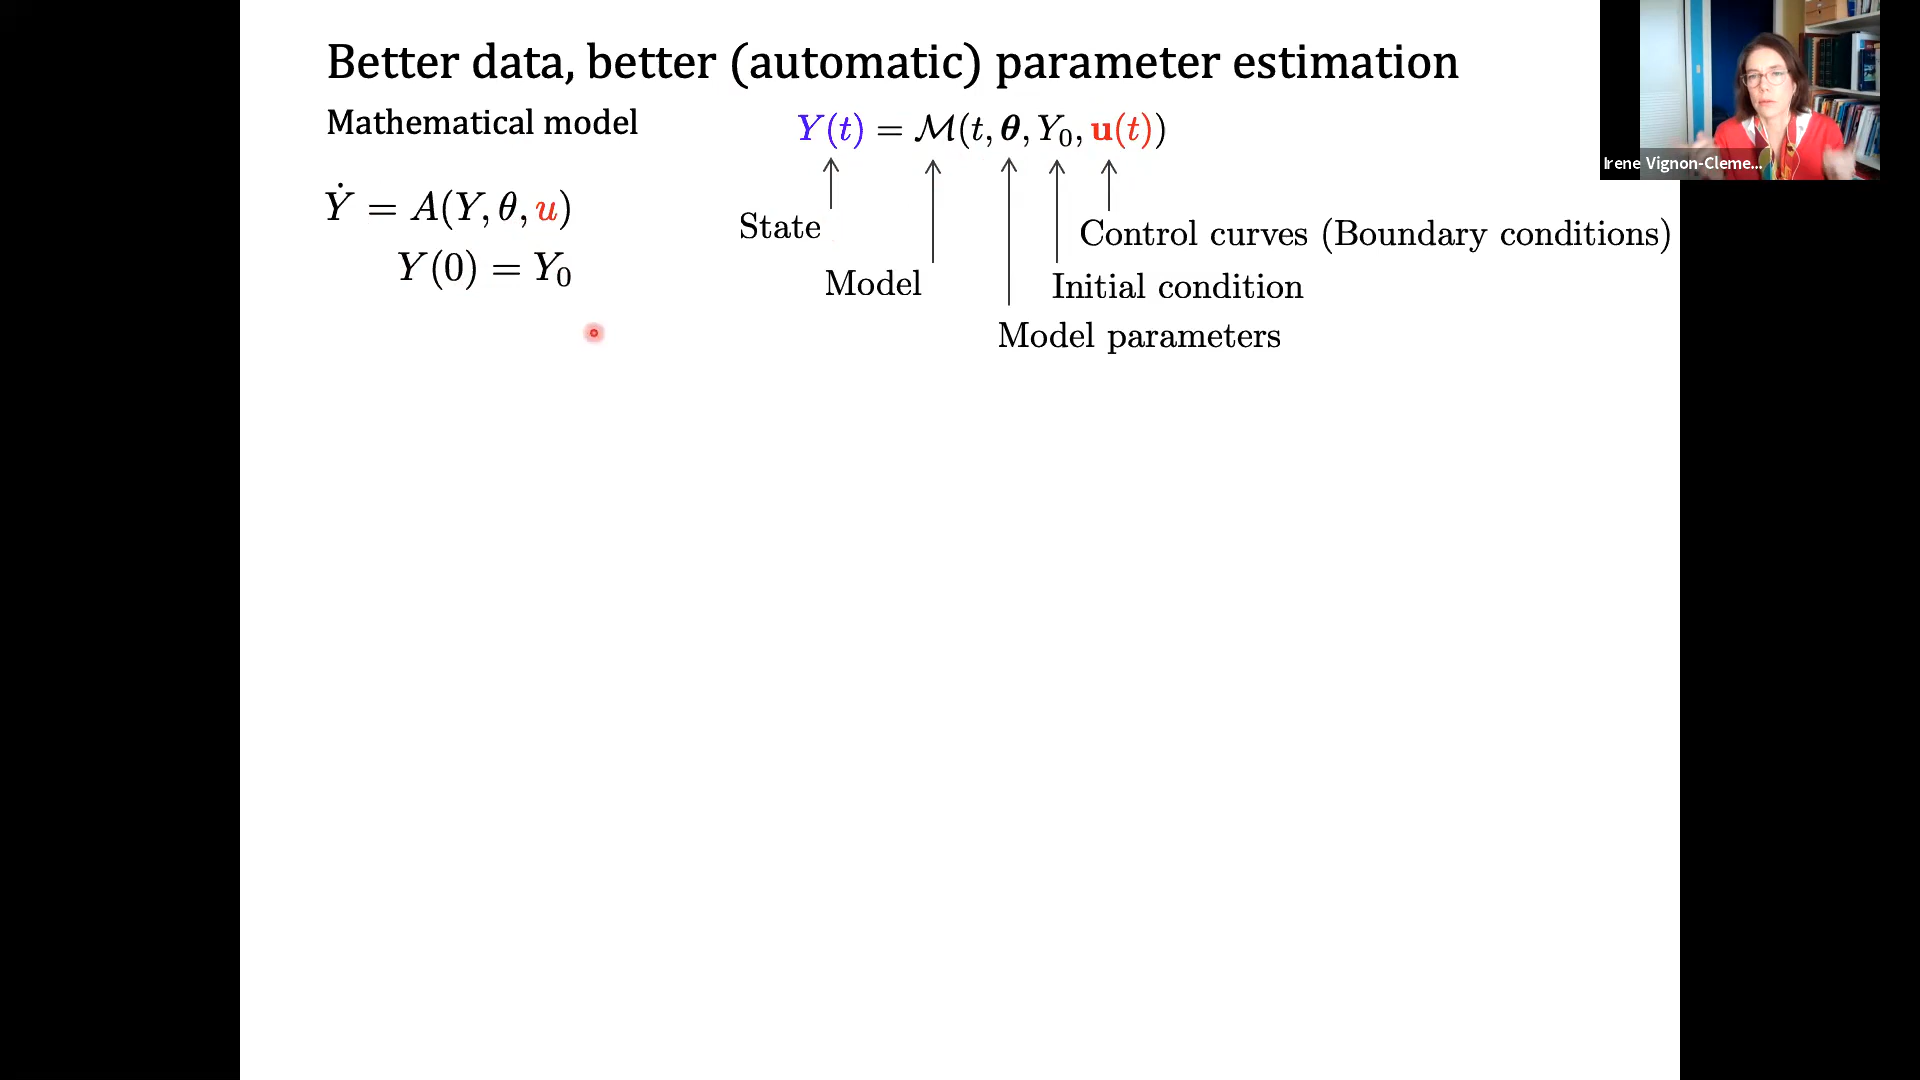 Better data, better (automatic) parameter estimation
Mathematical model
Y(t) = ℳ(t, θ, Y₀, u(t))
Ẏ = A(Y, θ, u)
Y(0) = Y₀
State
Control curves (Boundary conditions)
Model
Initial condition
Model parameters
Irene Vignon-Cleme...